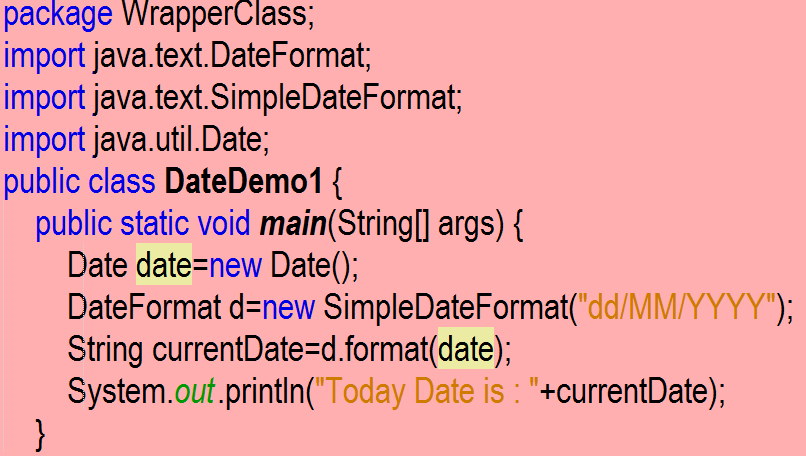 package WrapperClass;
import java.text.DateFormat;
import java.text.SimpleDateFormat;
import java.util.Date;
public class DateDemo1 {
public static void main(String[] args) {
Date date=new Date();
DateFormat d=new SimpleDateFormat("dd/MM/YYYY");
String currentDate=d.format(date);
System.out.println("Today Date is : "+currentDate);
}